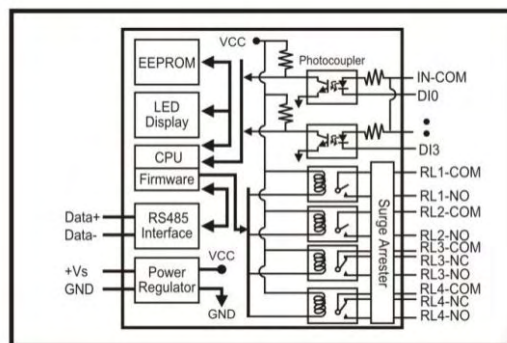 VCC
EEPROM
LED
Display
CPU
Firmware
RS485
Interface
Power
Regulator
Data+
Data-
+Vs
GND
VCC
GND
Photocoupler
IN-COM
DI0
DI3
RL1-COM
RL1-NO
RL2-COM
RL2-NO
RL3-COM
RL3-NC
RL3-NO
RL4-COM
RL4-NC
RL4-NO
Surge Arrester